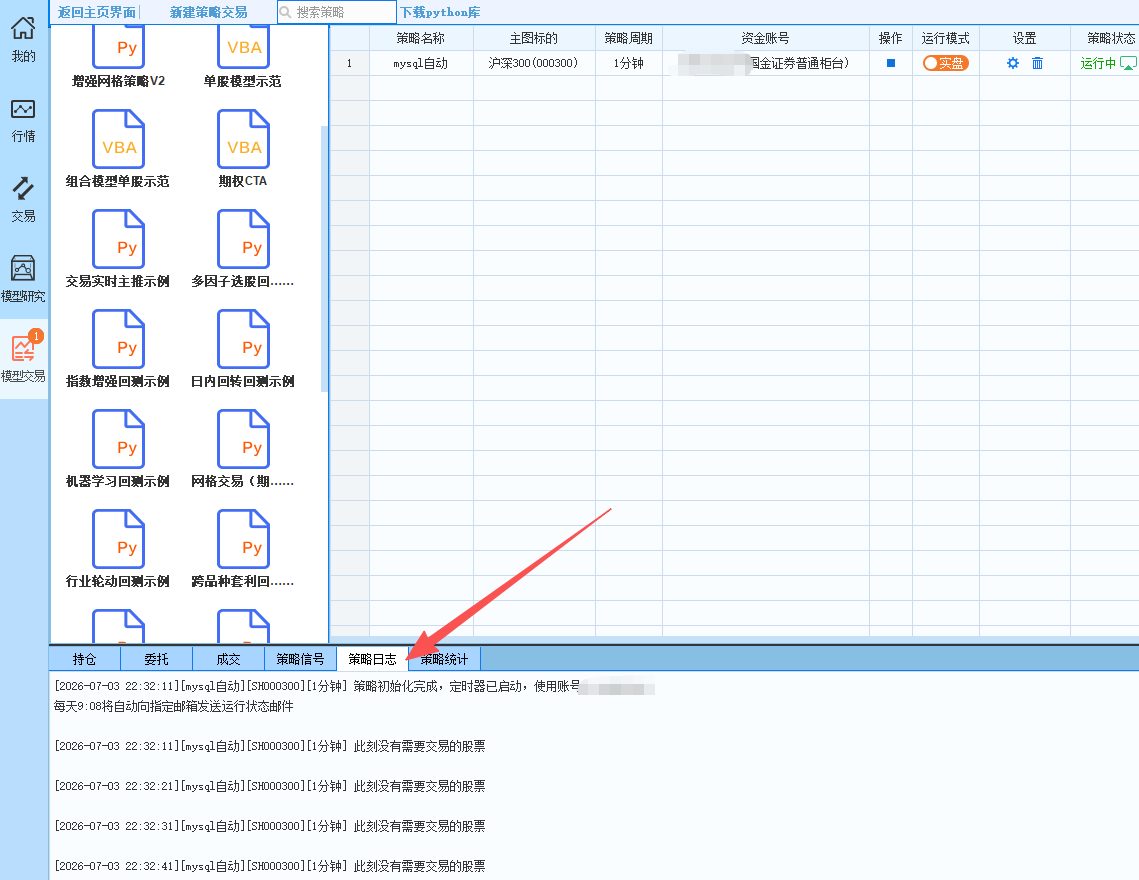 返回主页界面
新建策略交易
搜索策略
下载python库
我的
行情
交易
模型研究
1
模型交易
Py
VBA
增强网格策略V2
单股模型示范
VBA
VBA
组合模型单股示范
期权CTA
Py
Py
交易实时主推示例
多因子选股回......
Py
Py
指数增强回测示例
日内回转回测示例
Py
Py
机器学习回测示例
网格交易（期......
Py
Py
行业轮动回测示例
跨品种套利回......
策略名称 主图标的 策略周期 资金账号 操作 运行模式 设置 策略状态
1 mysql自动 沪深300(000300) 1分钟 国金证券普通柜台) 实盘 运行中
持仓 委托 成交 策略信号 策略日志 策略统计
[2026-07-03 22:32:11][mysql自动][SH000300][1分钟] 策略初始化完成，定时器已启动，使用账号
每天9:08将自动向指定邮箱发送运行状态邮件
[2026-07-03 22:32:11][mysql自动][SH000300][1分钟] 此刻没有需要交易的股票
[2026-07-03 22:32:21][mysql自动][SH000300][1分钟] 此刻没有需要交易的股票
[2026-07-03 22:32:31][mysql自动][SH000300][1分钟] 此刻没有需要交易的股票
[2026-07-03 22:32:41][mysql自动][SH000300][1分钟] 此刻没有需要交易的股票